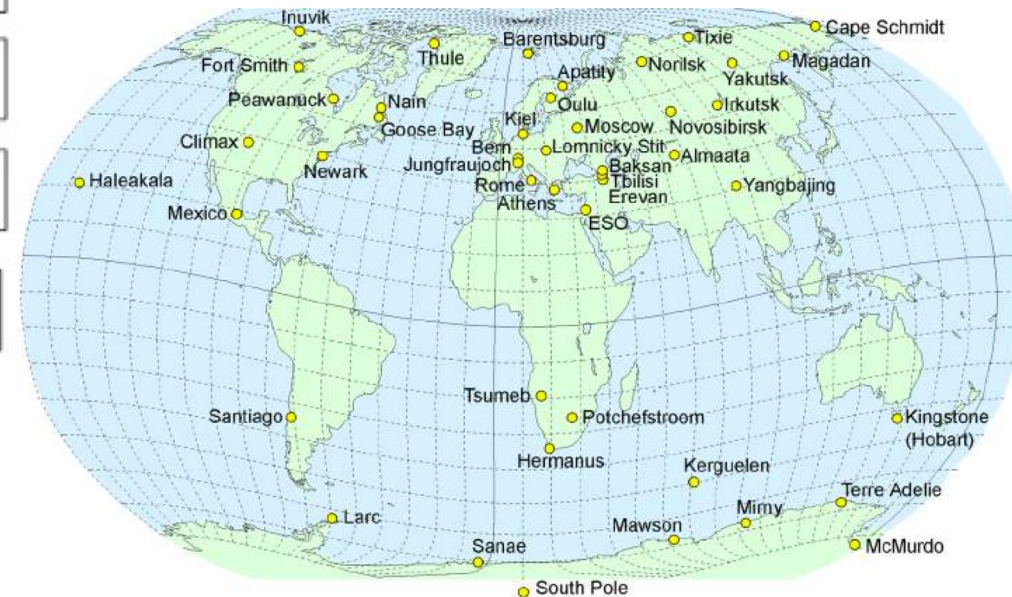 Inuvik
Cape Schmidt
Tixie
Barentsburg
Thule
Magadan
Norilsk
Fort Smith
Yakutsk
Apatity
Peawanuck
Nain
Oulu
Irkutsk
Goose Bay
Kiel
Moscow
Novosibirsk
Climax
Bern
Lomnicky Stit
Almaata
Jungfraujoch
Baksan
Newark
Haleakala
Rome
Tbilisi
Yangbajing
Erevan
Athens
Mexico
ESO
Tsumeb
Santiago
Potchefstroom
Kingstone
(Hobart)
Hermanus
Kerguelen
Terre Adelie
Mirny
Larc
Mawson
Sanae
McMurdo
South Pole